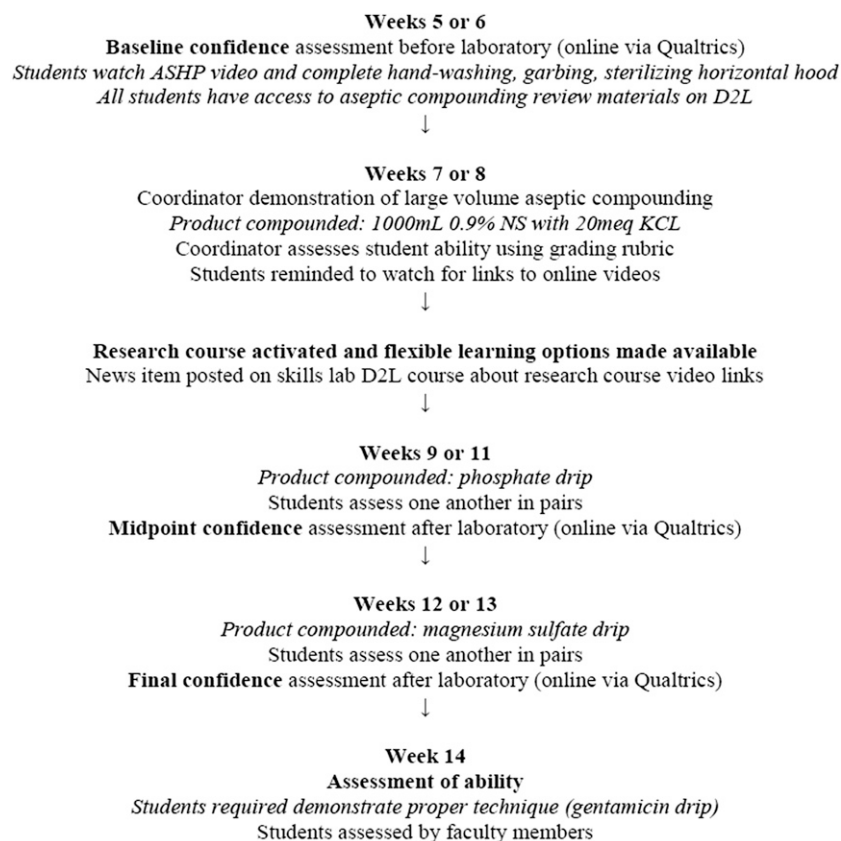 Weeks 5 or 6
Baseline confidence assessment before laboratory (online via Qualtrics)
Students watch ASHP video and complete hand-washing, garbing, sterilizing horizontal hood
All students have access to aseptic compounding review materials on D2L
↓
Weeks 7 or 8
Coordinator demonstration of large volume aseptic compounding
Product compounded: 1000mL 0.9% NS with 20meq KCL
Coordinator assesses student ability using grading rubric
Students reminded to watch for links to online videos
↓
Research course activated and flexible learning options made available
News item posted on skills lab D2L course about research course video links
↓
Weeks 9 or 11
Product compounded: phosphate drip
Students assess one another in pairs
Midpoint confidence assessment after laboratory (online via Qualtrics)
↓
Weeks 12 or 13
Product compounded: magnesium sulfate drip
Students assess one another in pairs
Final confidence assessment after laboratory (online via Qualtrics)
↓
Week 14
Assessment of ability
Students required demonstrate proper technique (gentamicin drip)
Students assessed by faculty members